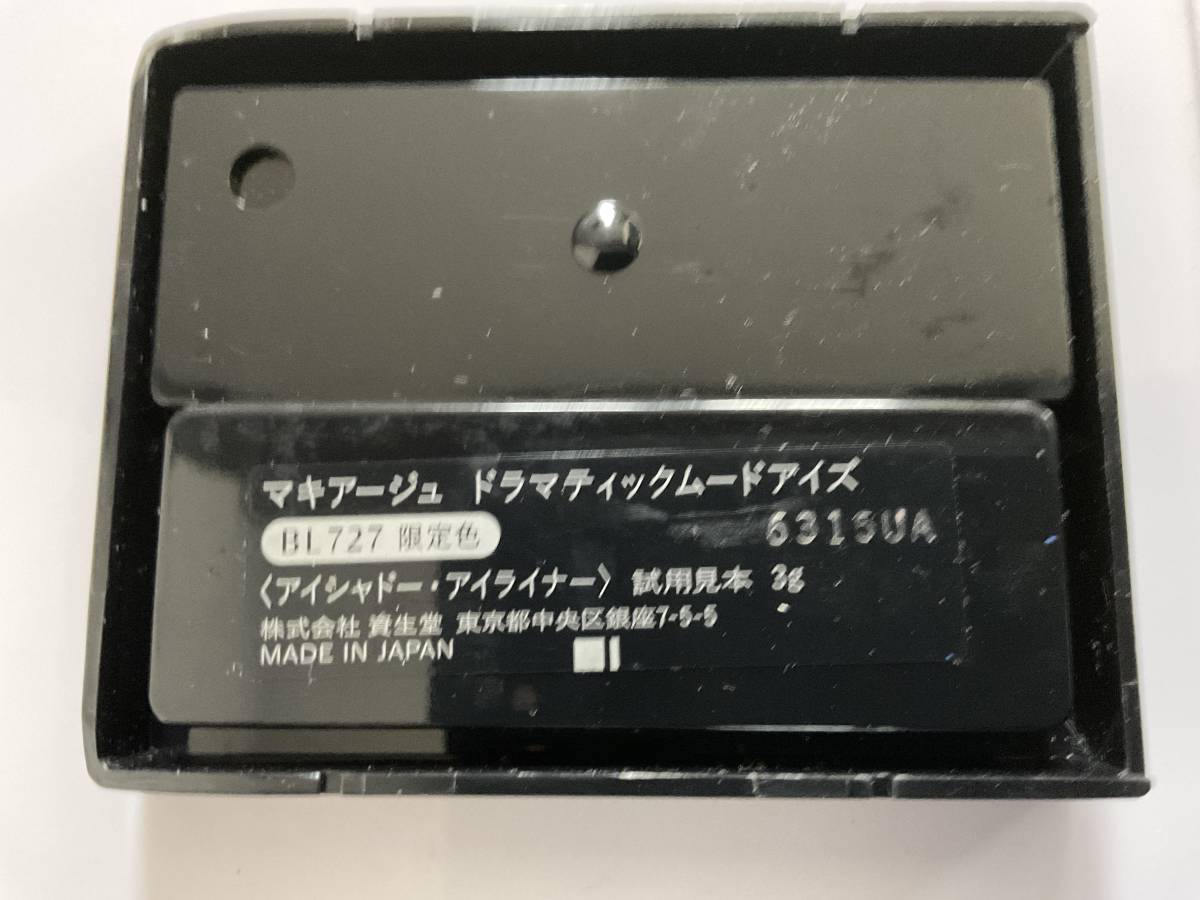 マキアージュ ドラマティックムードアイズ
BL727 限定色
6315UA
〈アイシャドー・アイライナー〉 試用見本 3g
株式会社 資生堂 東京都中央区銀座7-5-5
MADE IN JAPAN